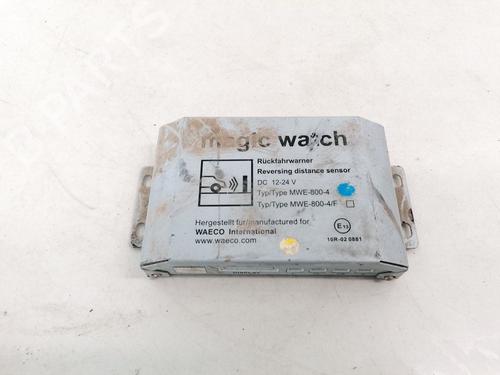 magic watch
Rückfahrwarner
Reversing distance sensor
DC 12-24 V
Typ/Type MWE-800-4
Typ/Type MWE-800-4/F
Hergestellt für/manufactured for
WAECO International
www.waeco.com
E13
10R-02 0881